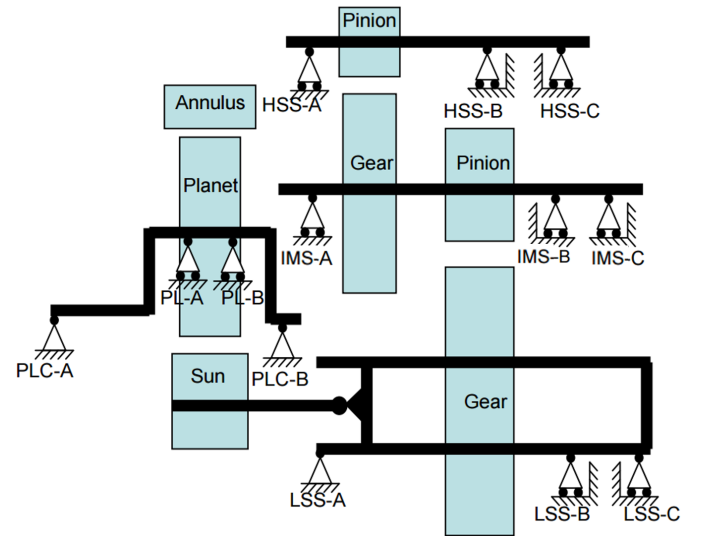 Pinion
Annulus
HSS-A
HSS-B
HSS-C
Gear
Pinion
Planet
IMS-A
IMS-B
IMS-C
PL-A
PL-B
PLC-A
Sun
PLC-B
Gear
LSS-A
LSS-B
LSS-C